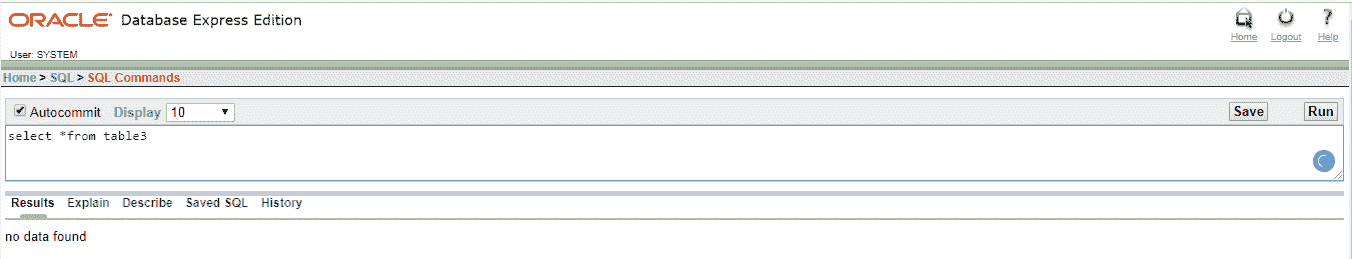 ORACLE Database Express Edition
Home Logout Help
User: SYSTEM
Home > SQL > SQL Commands
Autocommit Display 10 Save Run
select *from table3
Results Explain Describe Saved SQL History
no data found